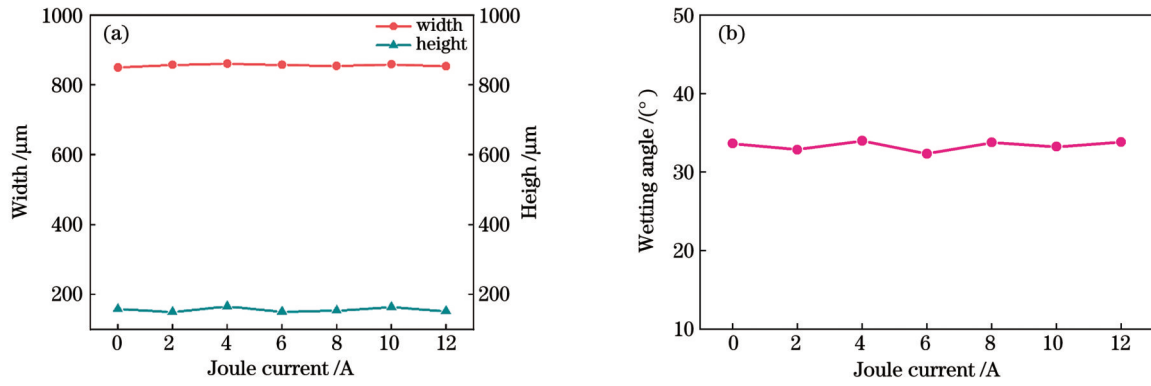 (a)
width
height
1000
800
600
400
200
Width /μm
1000
800
600
400
200
Heigh /μm
0 2 4 6 8 10 12
Joule current /A
(b)
50
40
30
20
10
Wetting angle /(°)
0 2 4 6 8 10 12
Joule current /A